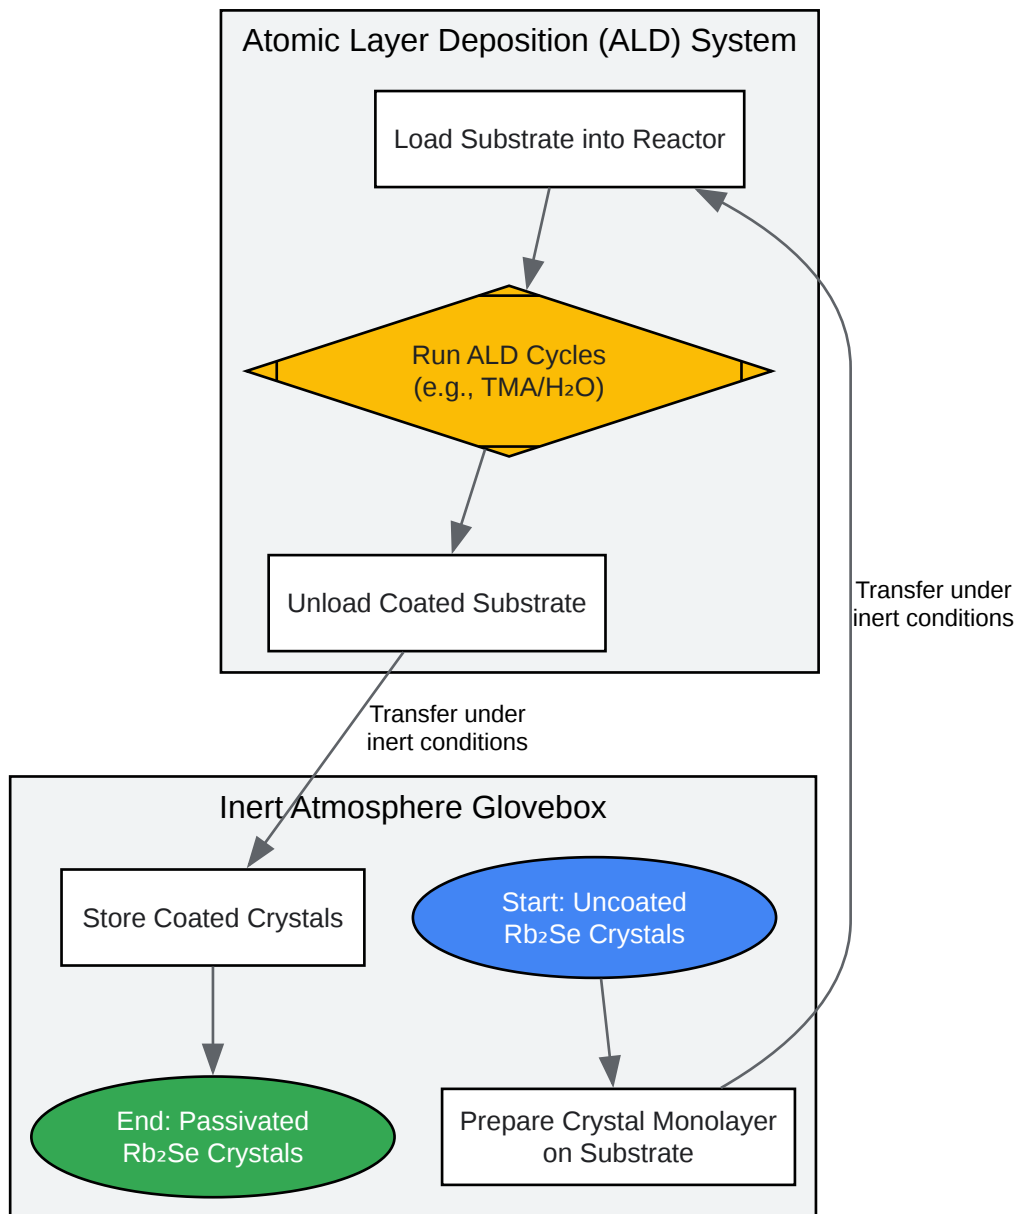 Atomic Layer Deposition (ALD) System
Load Substrate into Reactor
Run ALD Cycles
(e.g., TMA/H₂O)
Unload Coated Substrate
Transfer under
inert conditions
Transfer under
inert conditions
Inert Atmosphere Glovebox
Store Coated Crystals
Start: Uncoated
Rb₂Se Crystals
End: Passivated
Rb₂Se Crystals
Prepare Crystal Monolayer
on Substrate